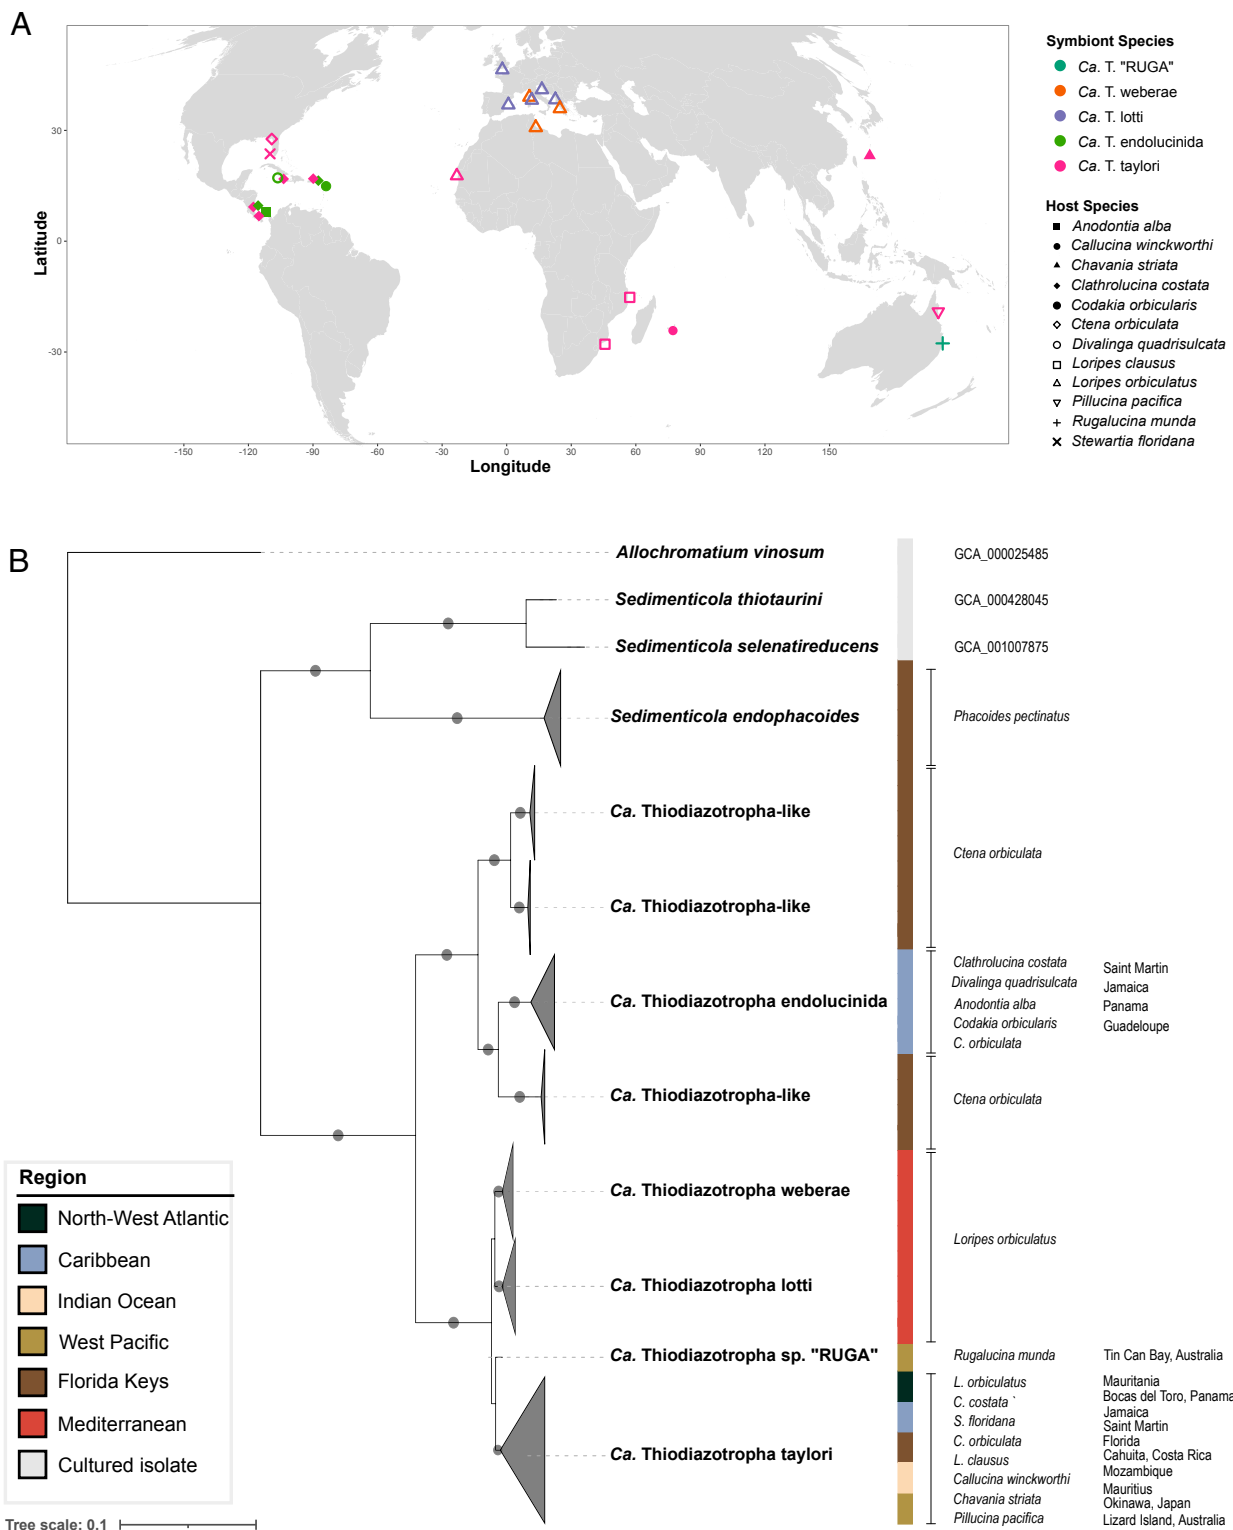 A
Symbiont Species
Ca. T. "RUGA"
Ca. T. weberae
Ca. T. lotti
Ca. T. endolucinida
Ca. T. taylori
Host Species
Anodontia alba
Callucina winckworthi
Chavania striata
Clathrolucina costata
Codakia orbicularis
Ctena orbiculata
Divalinga quadrisulcata
Loripes clausus
Loripes orbiculatus
Pillucina pacifica
Rugalucina munda
Stewartia floridana
Latitude
30
0
-30
-150
-120
-90
-60
-30
0
30
60
90
120
150
Longitude
B
Allochromatium vinosum
GCA_000025485
Sedimenticola thiotaurini
GCA_000428045
Sedimenticola selenatireducens
GCA_001007875
Sedimenticola endophacoides
Phacoides pectinatus
Ca. Thiodiazotropha-like
Ctena orbiculata
Ca. Thiodiazotropha-like
Ca. Thiodiazotropha endolucinida
Clathrolucina costata
Divalinga quadrisulcata
Anodontia alba
Codakia orbicularis
C. orbiculata
Saint Martin
Jamaica
Panama
Guadeloupe
Ca. Thiodiazotropha-like
Ctena orbiculata
Ca. Thiodiazotropha weberae
Loripes orbiculatus
Ca. Thiodiazotropha lotti
Ca. Thiodiazotropha sp. "RUGA"
Rugalucina munda
Tin Can Bay, Australia
Ca. Thiodiazotropha taylori
L. orbiculatus
C. costata `
S. floridana
C. orbiculata
L. clausus
Callucina winckworthi
Chavania striata
Pillucina pacifica
Mauritania
Bocas del Toro, Panama
Jamaica
Saint Martin
Florida
Cahuita, Costa Rica
Mozambique
Mauritius
Okinawa, Japan
Lizard Island, Australia
Region
North-West Atlantic
Caribbean
Indian Ocean
West Pacific
Florida Keys
Mediterranean
Cultured isolate
Tree scale: 0.1